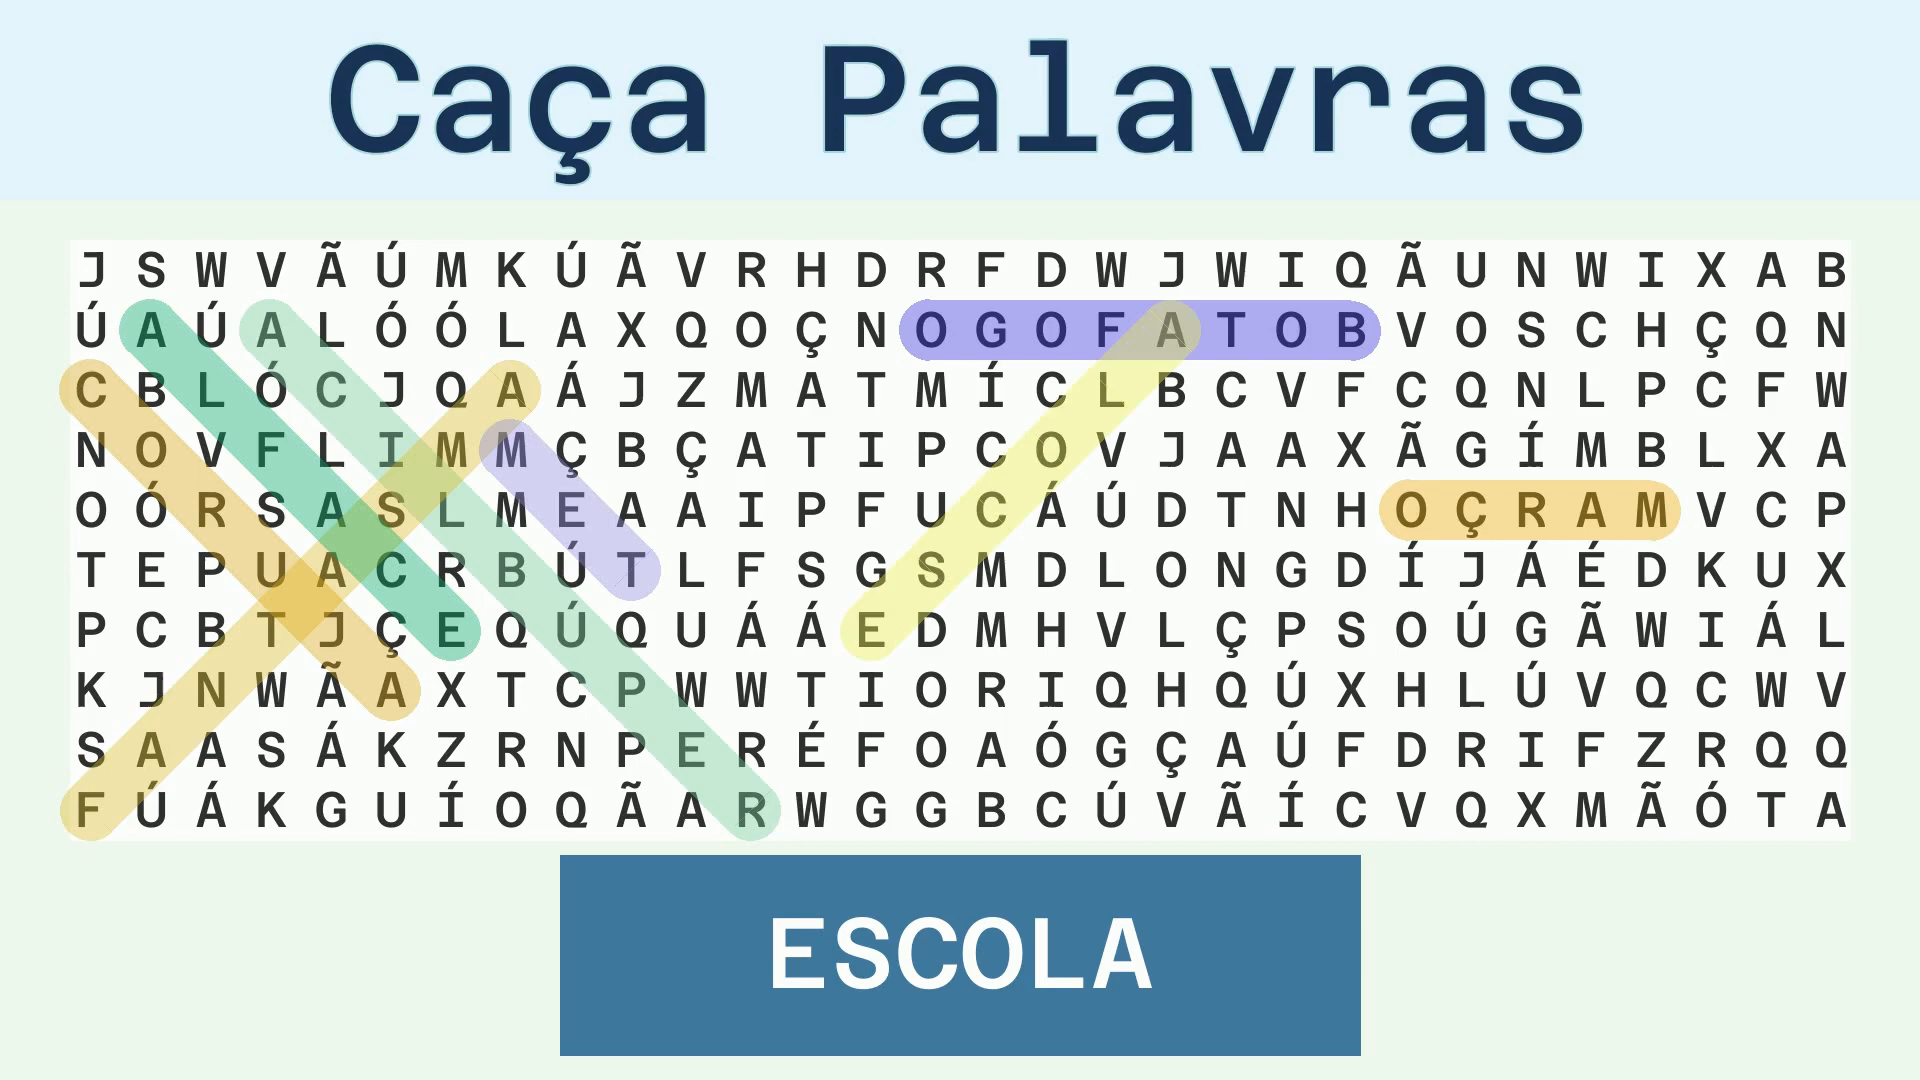 Caça Palavras
J S W V Ã Ú M K Ú Ã V R H D R F D W J W I Q Ã U N W I X A B
Ú A Ú A L Ó Ó L A X Q O Ç N O G O F A T O B V O S C H Ç Q N
C B L Ó C J Q A Á J Z M A T M Í C L B C V F C Q N L P C F W
N O V F L I M M Ç B Ç A T I P C O V J A A X Ã G Í M B L X A
O Ó R S A S L M E A A I P F U C Á Ú D T N H O Ç R A M V C P
T E P U A C R B Ú T L F S G S M D L O N G D Í J Á É D K U X
P C B T J Ç E Q Ú Q U Á Á E D M H V L Ç P S O Ú G Ã W I Á L
K J N W Ã A X T C P W W T I O R I Q H Q Ú X H L Ú V Q C W V
S A A S Á K Z R N P E R É F O A Ó G Ç A Ú F D R I F Z R Q Q
F Ú Á K G U Í O Q Ã A R W G G B C Ú V Ã Í C V Q X M Ã Ó T A
ESCOLA